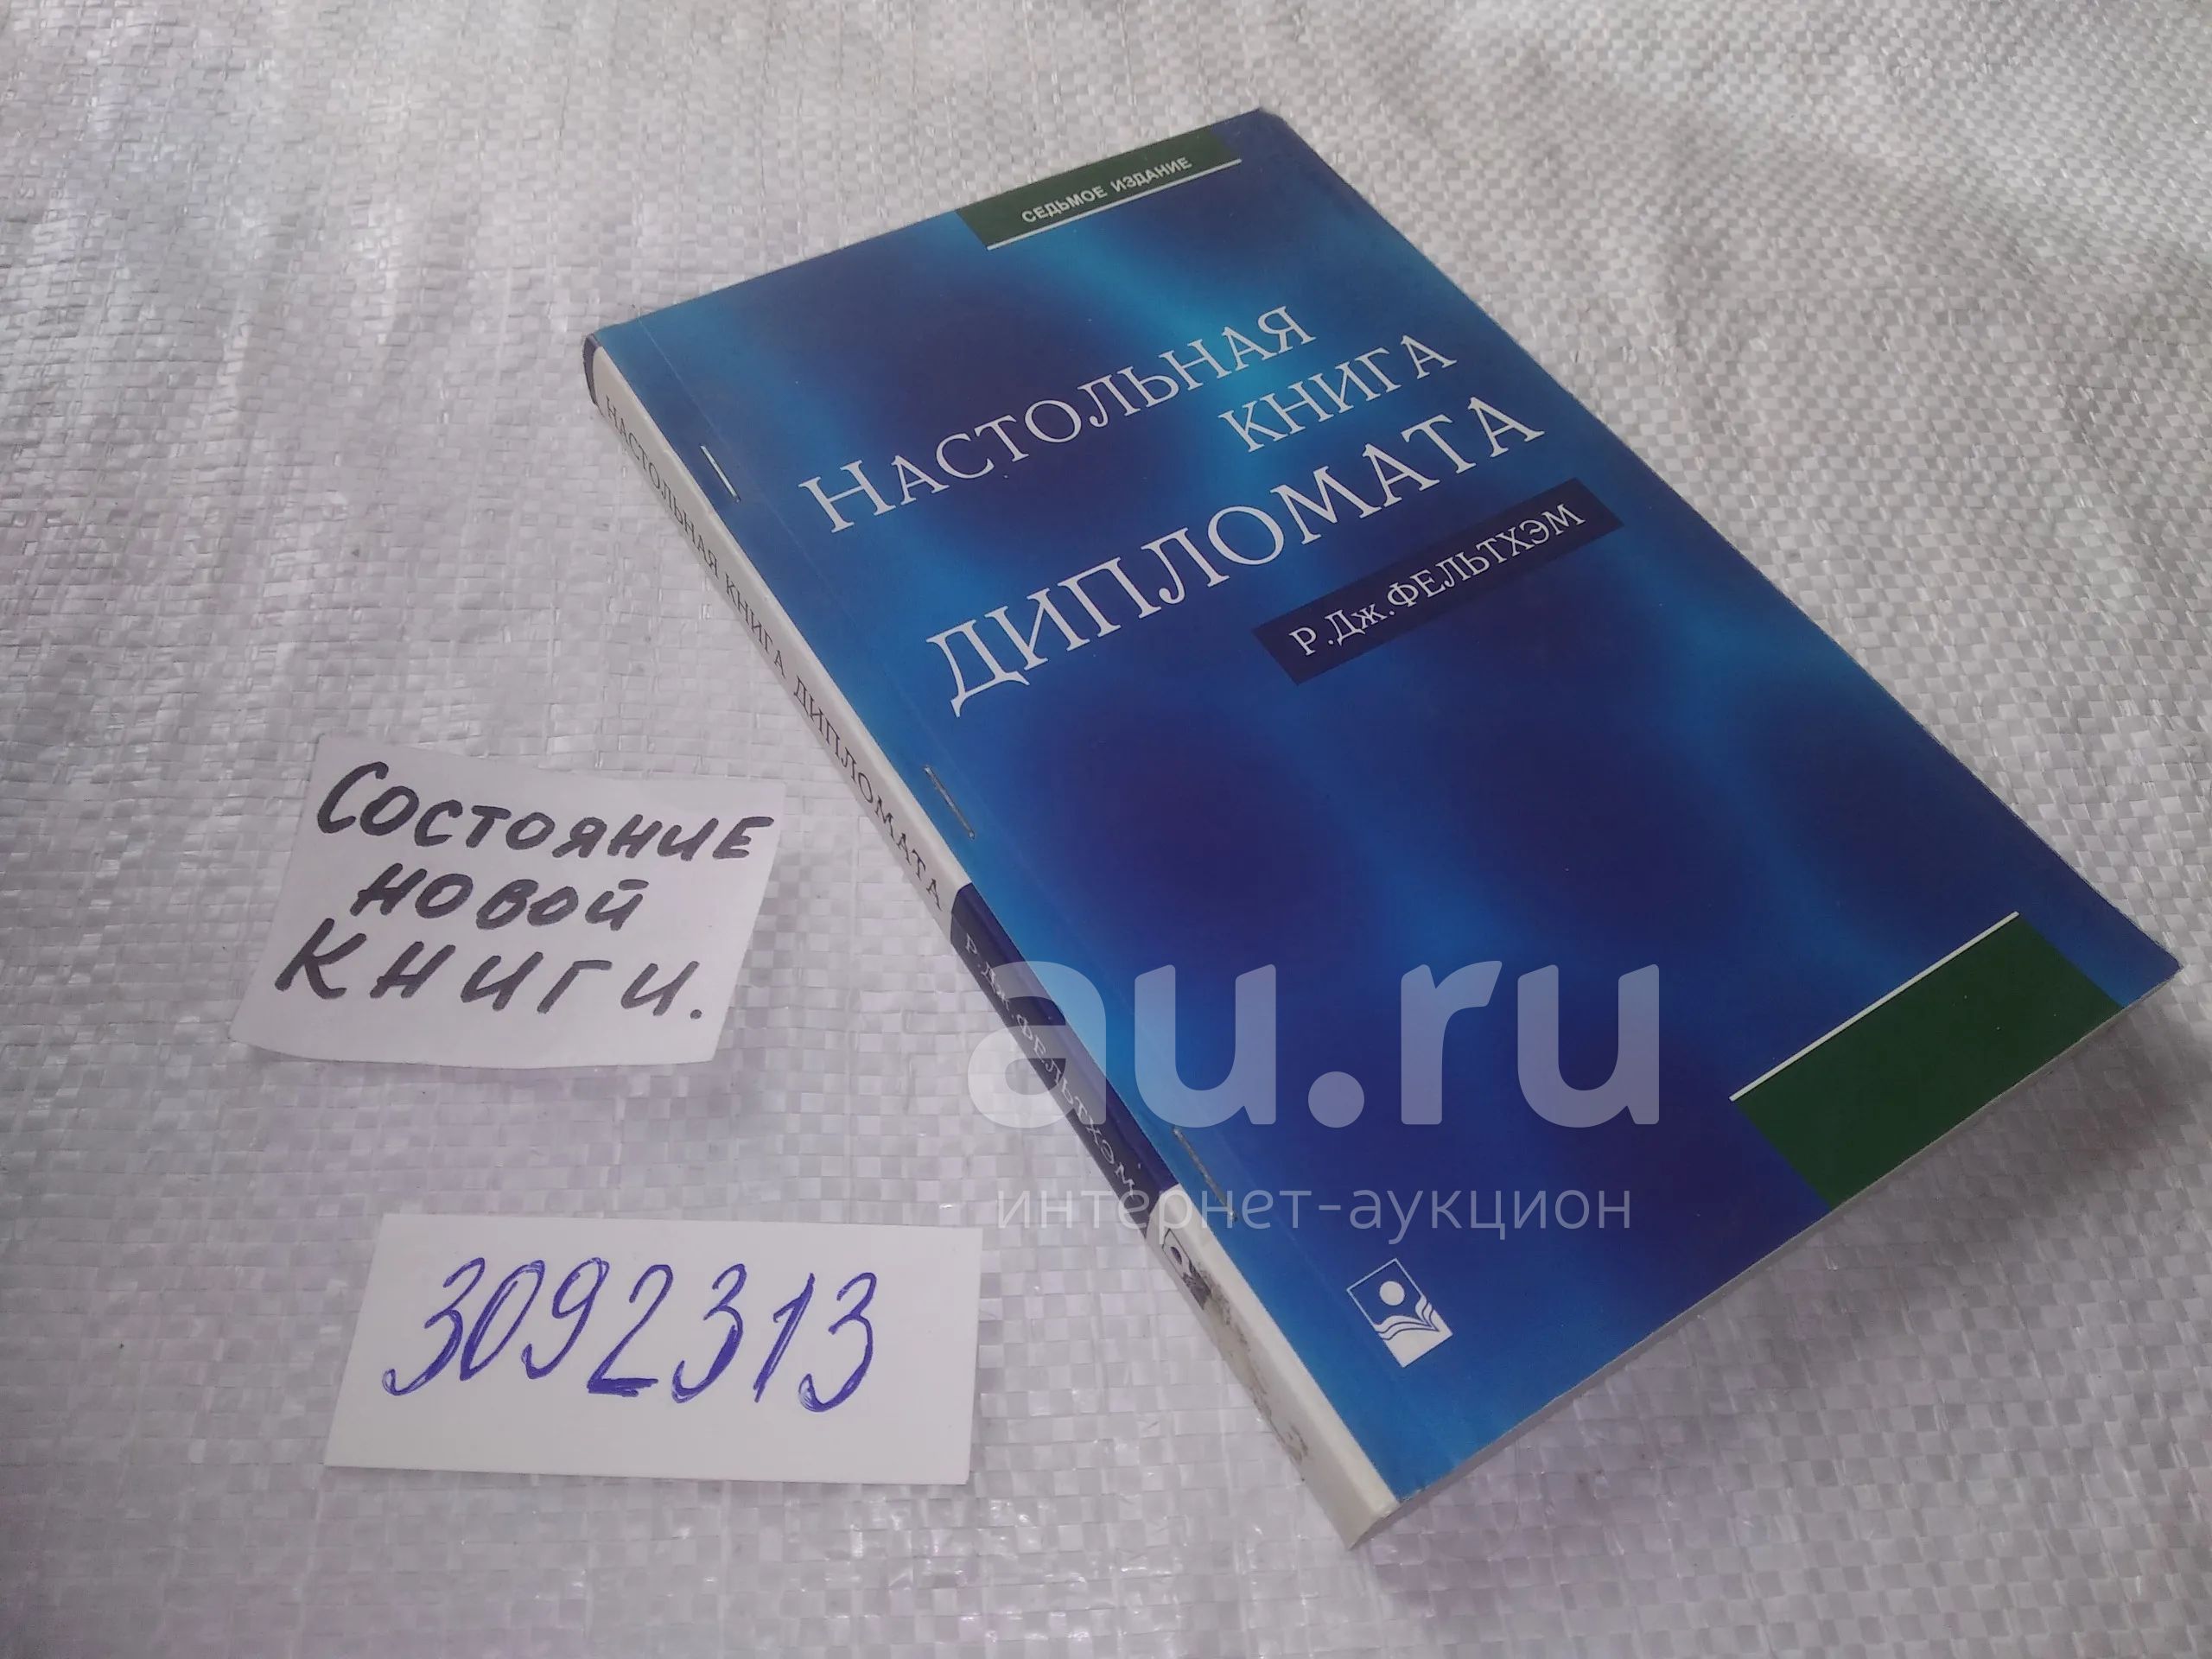 СЕДЬМОЕ ИЗДАНИЕ
НАСТОЛЬНАЯ
КНИГА
ДИПЛОМАТА
Р.Дж.ФЕЛЬТХЭМ
НАСТОЛЬНАЯ КНИГА ДИПЛОМАТА
Р.Дж.ФЕЛЬТХЭМ
СОСТОЯНИЕ
НОВОЙ
КНИГИ.
3092313
au.ru
интернет-аукцион